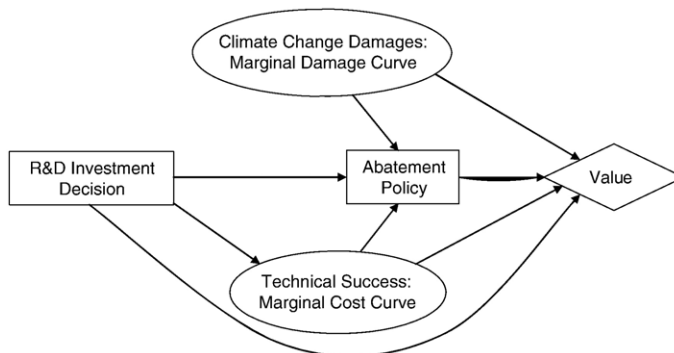 Climate Change Damages:
Marginal Damage Curve
R&D Investment
Decision
Abatement
Policy
Value
Technical Success:
Marginal Cost Curve